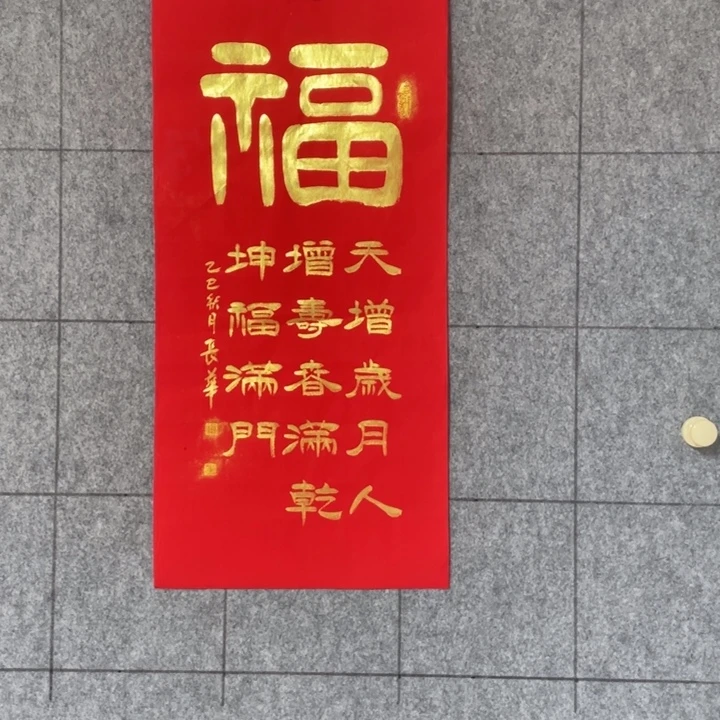 福
天增歲月人
增壽春滿乾
坤福滿門
乙巳秋月長華